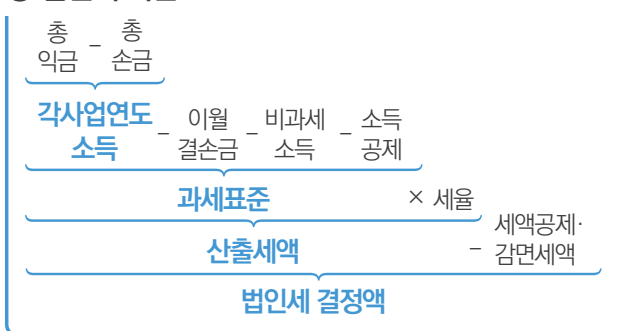 총 총
익금 – 손금
각사업연도 이월 비과세 소득
소득 – 결손금 – 소득 – 공제
과세표준 × 세율
세액공제·
산출세액 – 감면세액
법인세 결정액